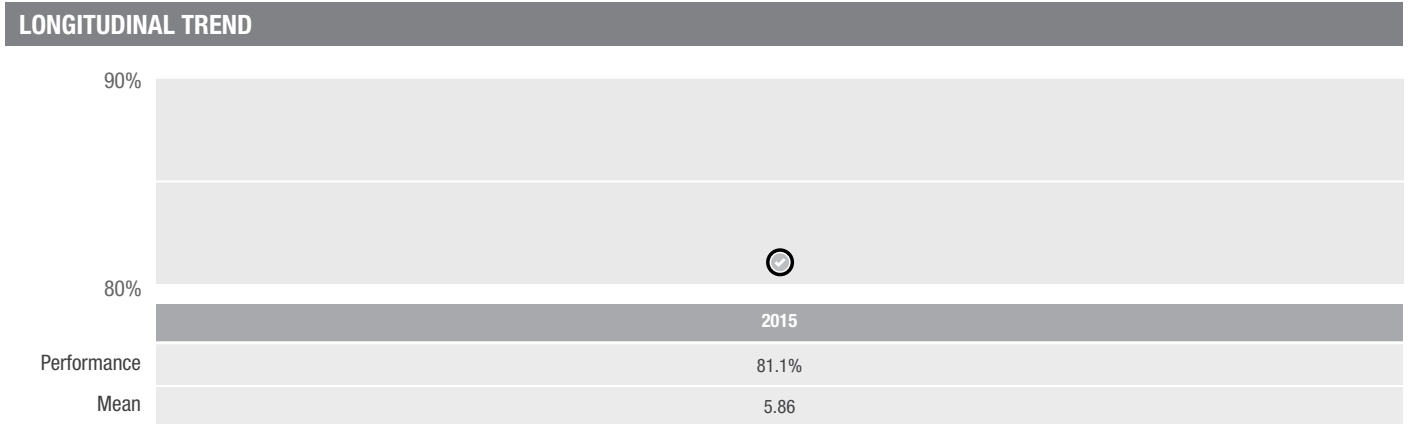 LONGITUDINAL TREND
90%
80%
2015
Performance 81.1%
Mean 5.86